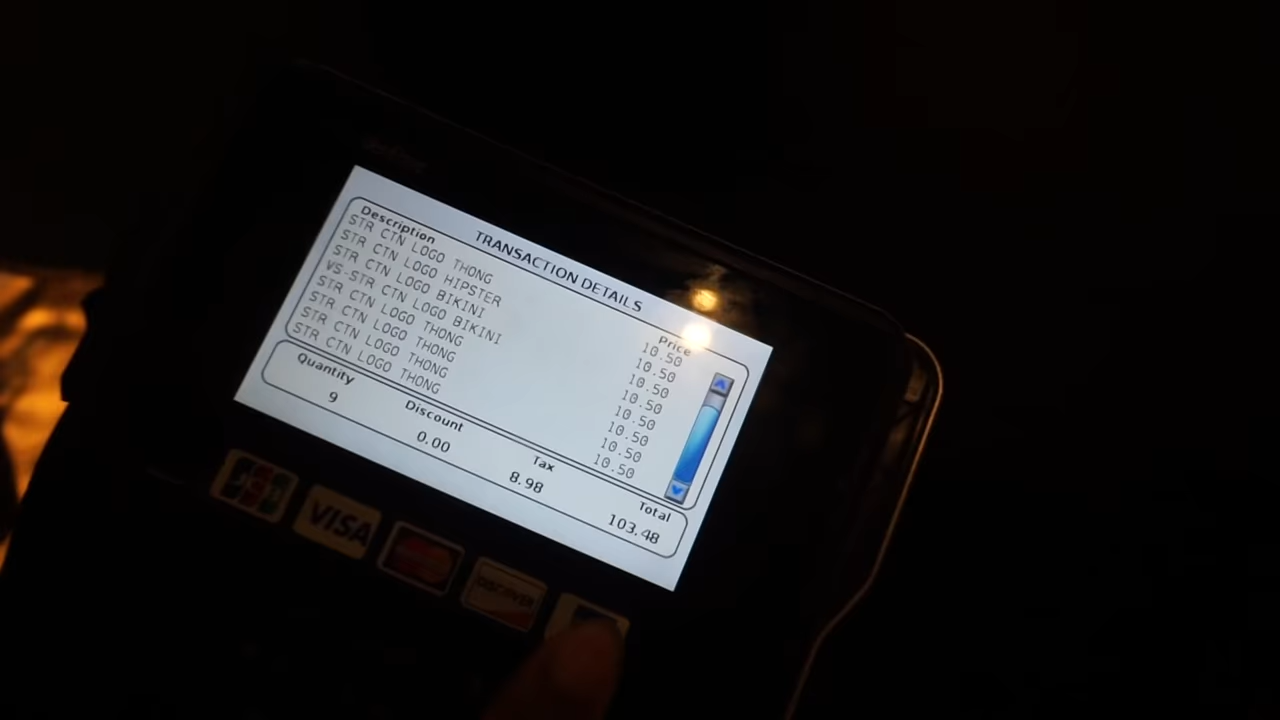 TRANSACTION DETAILS
Description Price
STR CTN LOGO THONG 10.50
STR CTN LOGO HIPSTER 10.50
STR CTN LOGO BIKINI 10.50
VS-STR CTN LOGO BIKINI 10.50
STR CTN LOGO THONG 10.50
STR CTN LOGO THONG 10.50
STR CTN LOGO THONG 10.50
STR CTN LOGO THONG 10.50
Quantity Discount Tax Total
9 0.00 8.98 103.48
JCB VISA DISCOVER